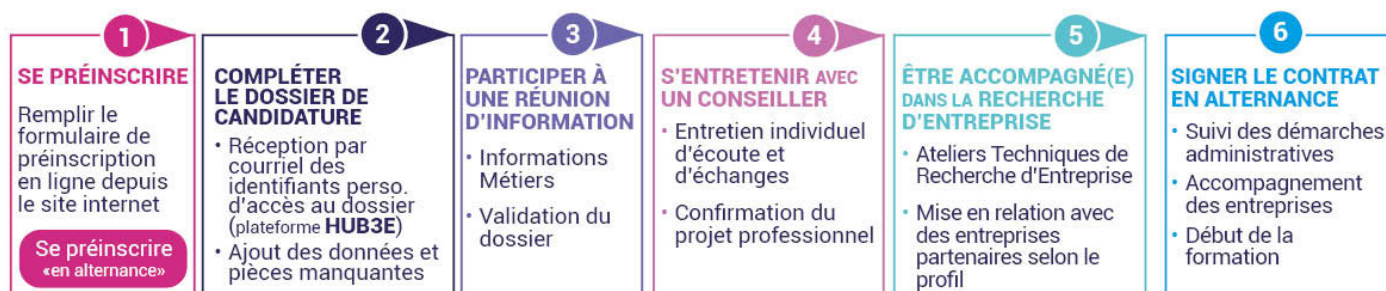 1
SE PRÉINSCRIRE
Remplir le
formulaire de
préinscription
en ligne depuis
le site internet
Se préinscrire
«en alternance»
2
COMPLÉTER
LE DOSSIER DE
CANDIDATURE
• Réception par
courriel des
identifiants perso.
d'accès au dossier
(plateforme HUB3E)
• Ajout des données et
pièces manquantes
3
PARTICIPER À
UNE RÉUNION
D'INFORMATION
• Informations
Métiers
• Validation du
dossier
4
S'ENTRETENIR AVEC
UN CONSEILLER
• Entretien individuel
d'écoute et
d'échanges
• Confirmation du
projet professionnel
5
ÊTRE ACCOMPAGNÉ(E)
DANS LA RECHERCHE
D'ENTREPRISE
• Ateliers Techniques de
Recherche d'Entreprise
• Mise en relation avec
des entreprises
partenaires selon le
profil
6
SIGNER LE CONTRAT
EN ALTERNANCE
• Suivi des démarches
administratives
• Accompagnement
des entreprises
• Début de la
formation